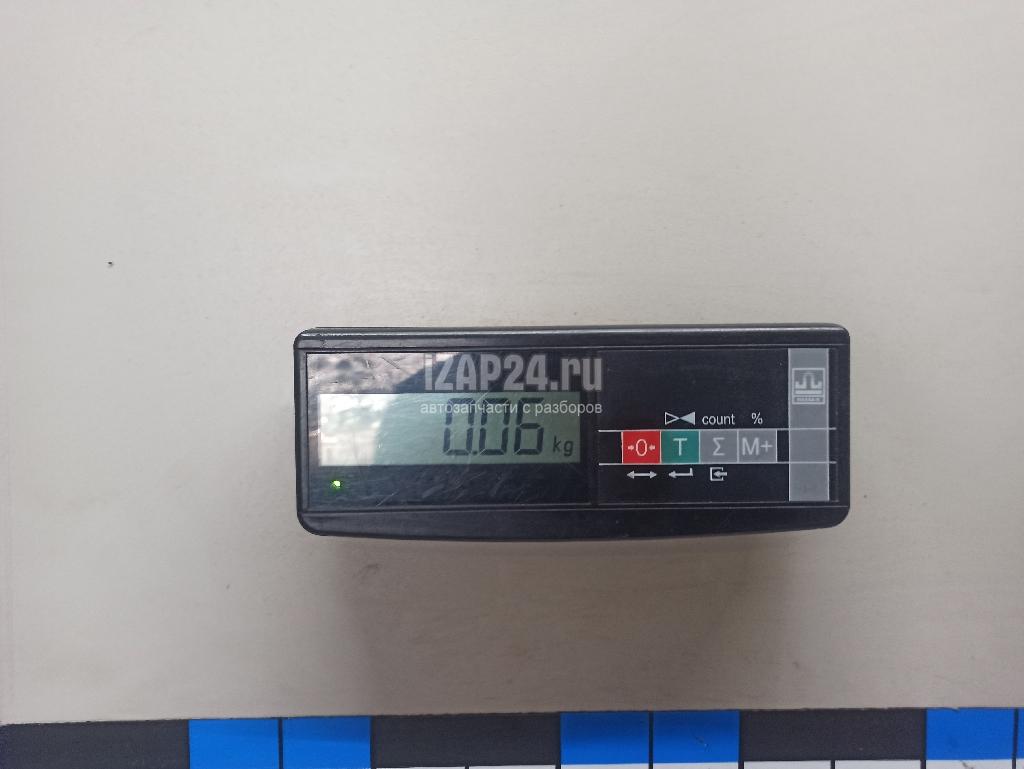 iZAP24.ru
автозапчасти с разборов
0.06 kg
count %
→0← T Σ M+